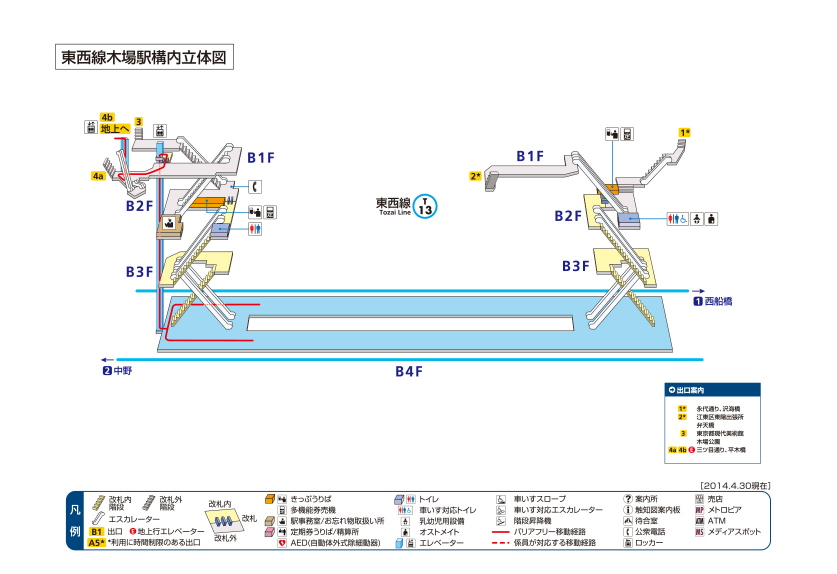 東西線木場駅構内立体図
4b
地上へ
3
4a
B1F
B2F
B3F
東西線
Tozai Line
T
13
B1F
1*
2*
B2F
B3F
1 西船橋
2 中野
B4F
出口案内
1* 永代通り、沢海橋
2* 江東区東陽出張所
弁天橋
3 東京都現代美術館
木場公園
4a 4b E 三ツ目通り、平木橋
[2014.4.30現在]
凡例
改札内
階段
改札外
階段
エスカレーター
B1 出口 E 地上行エレベーター
A5* *利用に時間制限のある出口
改札内
改札
改札外
きっぷうりば
多機能券売機
駅事務室/お忘れ物取扱い所
定期券うりば/精算所
AED(自動体外式除細動器)
トイレ
車いす対応トイレ
乳幼児用設備
オストメイト
エレベーター
車いすスロープ
車いす対応エスカレーター
階段昇降機
バリアフリー移動経路
係員が対応する移動経路
案内所
触知図案内板
待合室
公衆電話
ロッカー
売店
MP メトロピア
ATM ATM
MS メディアスポット